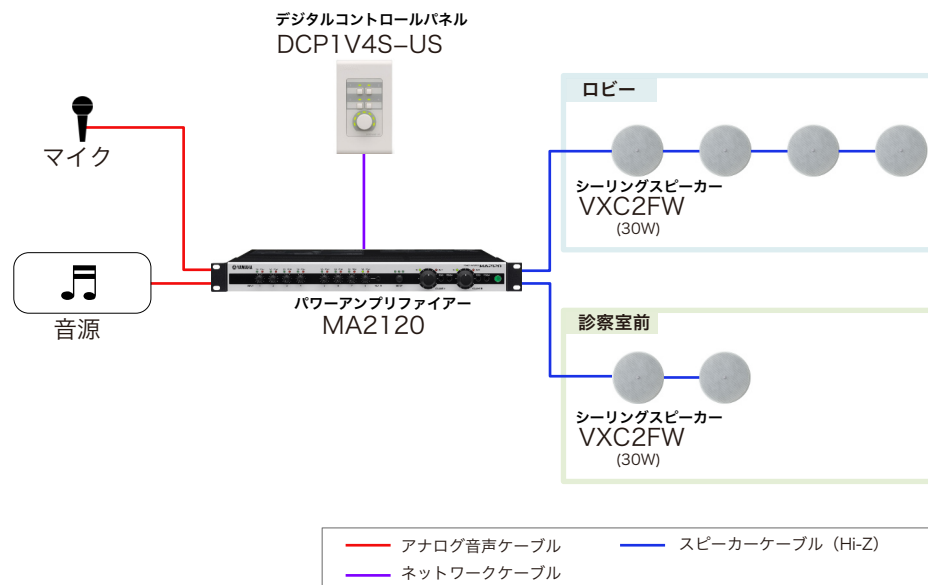 デジタルコントロールパネル
DCP1V4S–US
マイク
音源
YAMAHA
パワーアンプリファイアー
MA2120
ロビー
シーリングスピーカー
VXC2FW
(30W)
診察室前
シーリングスピーカー
VXC2FW
(30W)
アナログ音声ケーブル
スピーカーケーブル（Hi-Z）
ネットワークケーブル